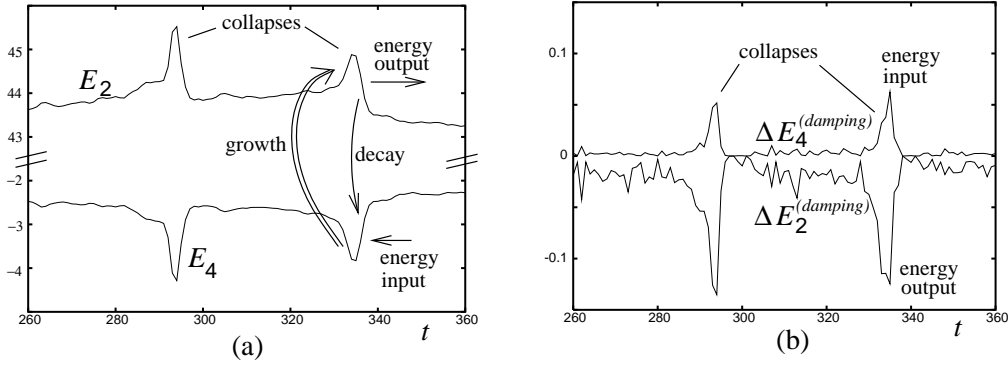 collapses
45
energy
output
E2
44
43
growth
decay
−2
−3
E4
energy
input
−4
260
280
300
320
340
360
t
(a)
0.1
collapses
energy
input
ΔE4(damping)
0
ΔE2(damping)
-0.1
energy
output
260
280
300
320
340
360
t
(b)